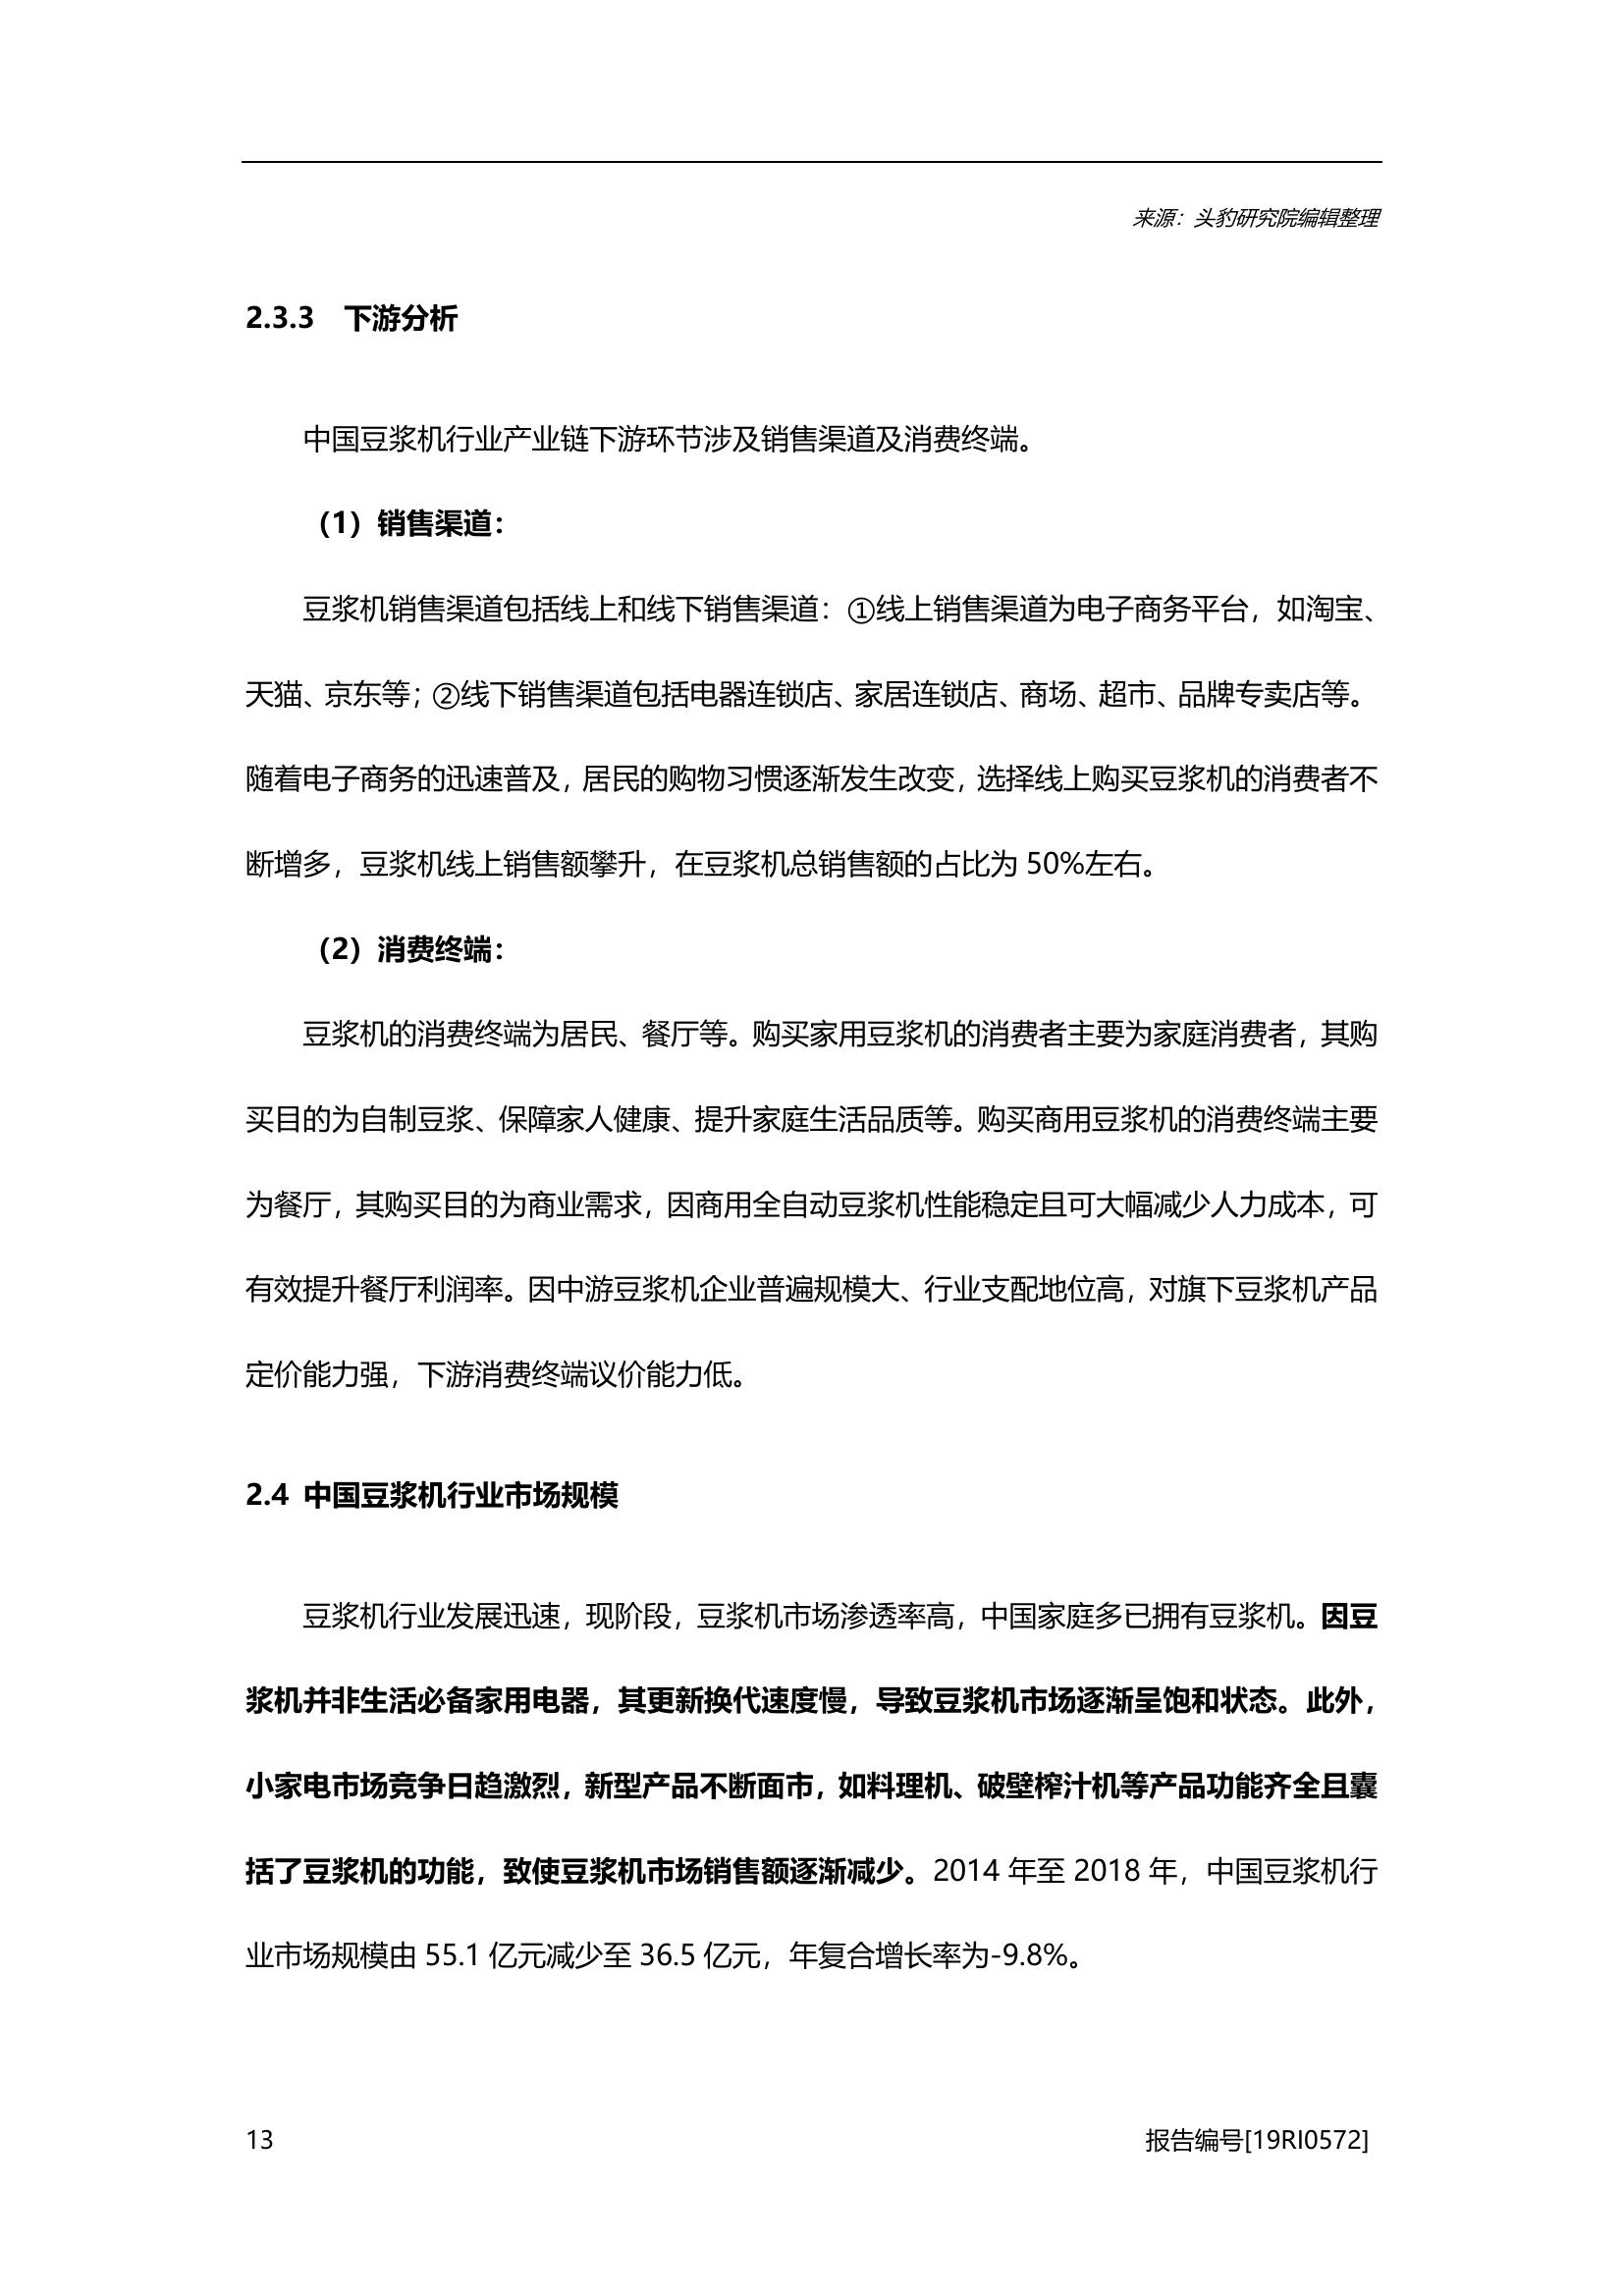 来源：头豹研究院编辑整理
2.3.3 下游分析
中国豆浆机行业产业链下游环节涉及销售渠道及消费终端。
（1）销售渠道：
豆浆机销售渠道包括线上和线下销售渠道：①线上销售渠道为电子商务平台，如淘宝、
天猫、京东等；②线下销售渠道包括电器连锁店、家居连锁店、商场、超市、品牌专卖店等。
随着电子商务的迅速普及，居民的购物习惯逐渐发生改变，选择线上购买豆浆机的消费者不
断增多，豆浆机线上销售额攀升，在豆浆机总销售额的占比为 50%左右。
（2）消费终端：
豆浆机的消费终端为居民、餐厅等。购买家用豆浆机的消费者主要为家庭消费者，其购
买目的为自制豆浆、保障家人健康、提升家庭生活品质等。购买商用豆浆机的消费终端主要
为餐厅，其购买目的为商业需求，因商用全自动豆浆机性能稳定且可大幅减少人力成本，可
有效提升餐厅利润率。因中游豆浆机企业普遍规模大、行业支配地位高，对旗下豆浆机产品
定价能力强，下游消费终端议价能力低。
2.4 中国豆浆机行业市场规模
豆浆机行业发展迅速，现阶段，豆浆机市场渗透率高，中国家庭多已拥有豆浆机。因豆
浆机并非生活必备家用电器，其更新换代速度慢，导致豆浆机市场逐渐呈饱和状态。此外，
小家电市场竞争日趋激烈，新型产品不断面市，如料理机、破壁榨汁机等产品功能齐全且囊
括了豆浆机的功能，致使豆浆机市场销售额逐渐减少。2014 年至 2018 年，中国豆浆机行
业市场规模由 55.1 亿元减少至 36.5 亿元，年复合增长率为-9.8%。
13 报告编号[19RI0572]